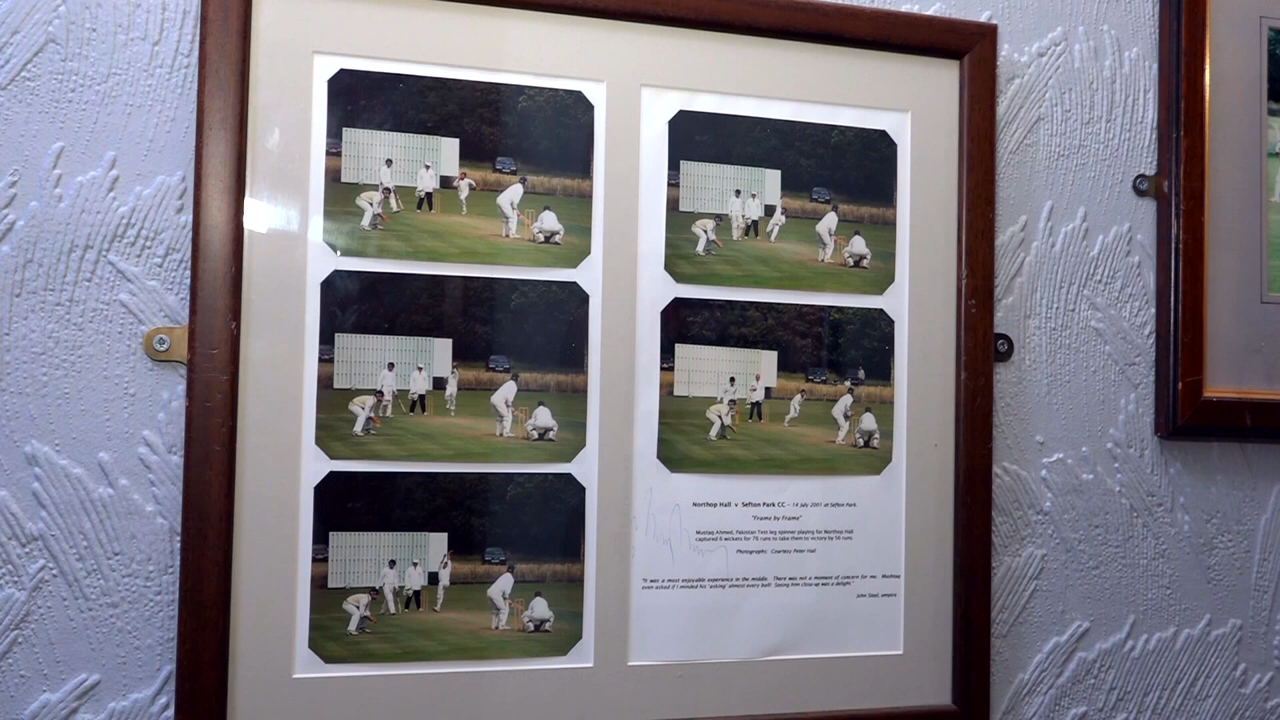 Northop Hall v Sefton Park CC - 14 July 2001 at Sefton Park.
"Frame by Frame"
Mustaq Ahmed, Pakistan Test leg spinner playing for Northop Hall
captured 6 wickets for 76 runs to take them to victory by 56 runs
Photographs: Courtesy Peter Hall
"It was a most enjoyable experience in the middle. There was not a moment of concern for me. Mushtaq
even asked if I minded his 'asking' almost every ball! Seeing him close-up was a delight."
John Steel, umpire